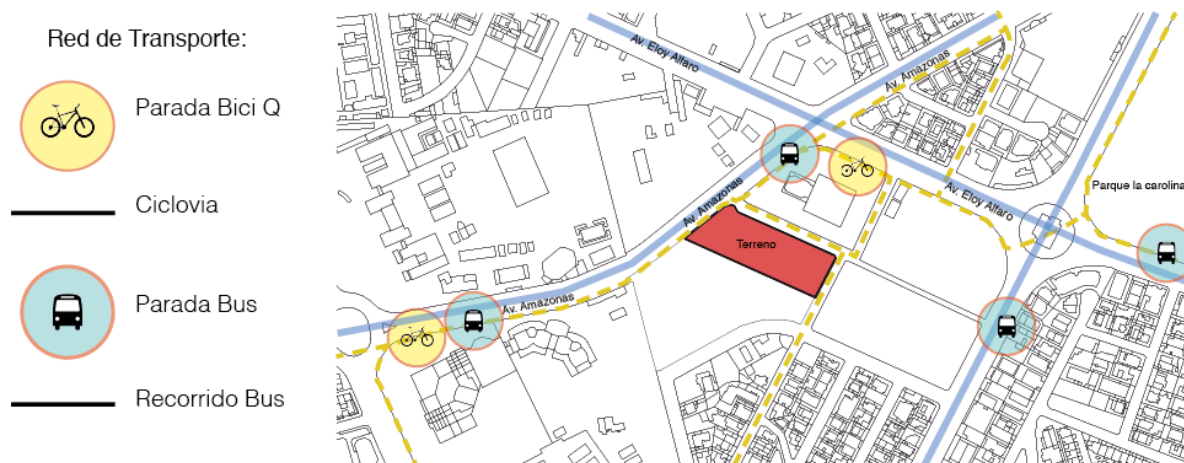 Red de Transporte:
Parada Bici Q
Ciclovia
Parada Bus
Recorrido Bus
Av. Eloy Alfaro
Av. Amazonas
Av. Amazonas
Av. Eloy Alfaro
Parque la carolina
Terreno
Av. Amazonas